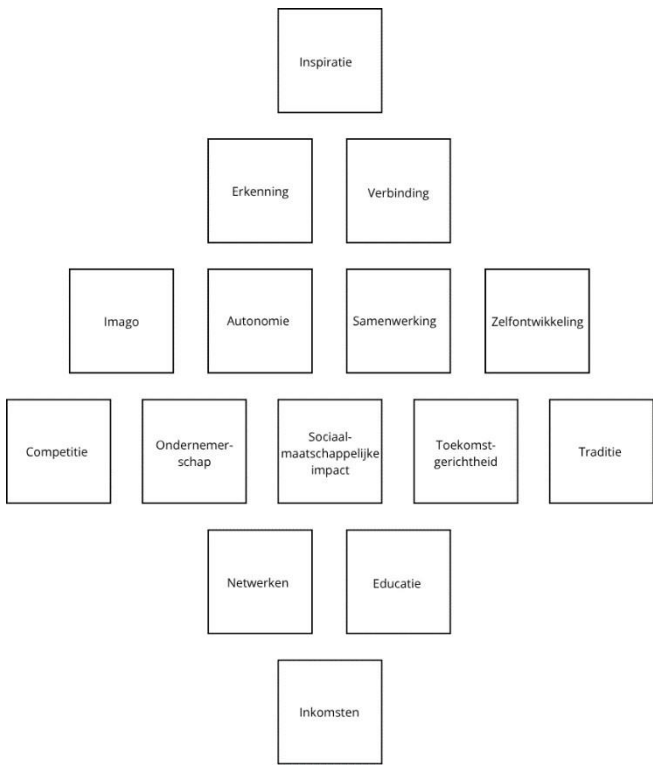 Inspiratie
Erkenning
Verbinding
Imago
Autonomie
Samenwerking
Zelfontwikkeling
Competitie
Ondernemer-
schap
Sociaal-
maatschappelijke
impact
Toekomst-
gerichtheid
Traditie
Netwerken
Educatie
Inkomsten